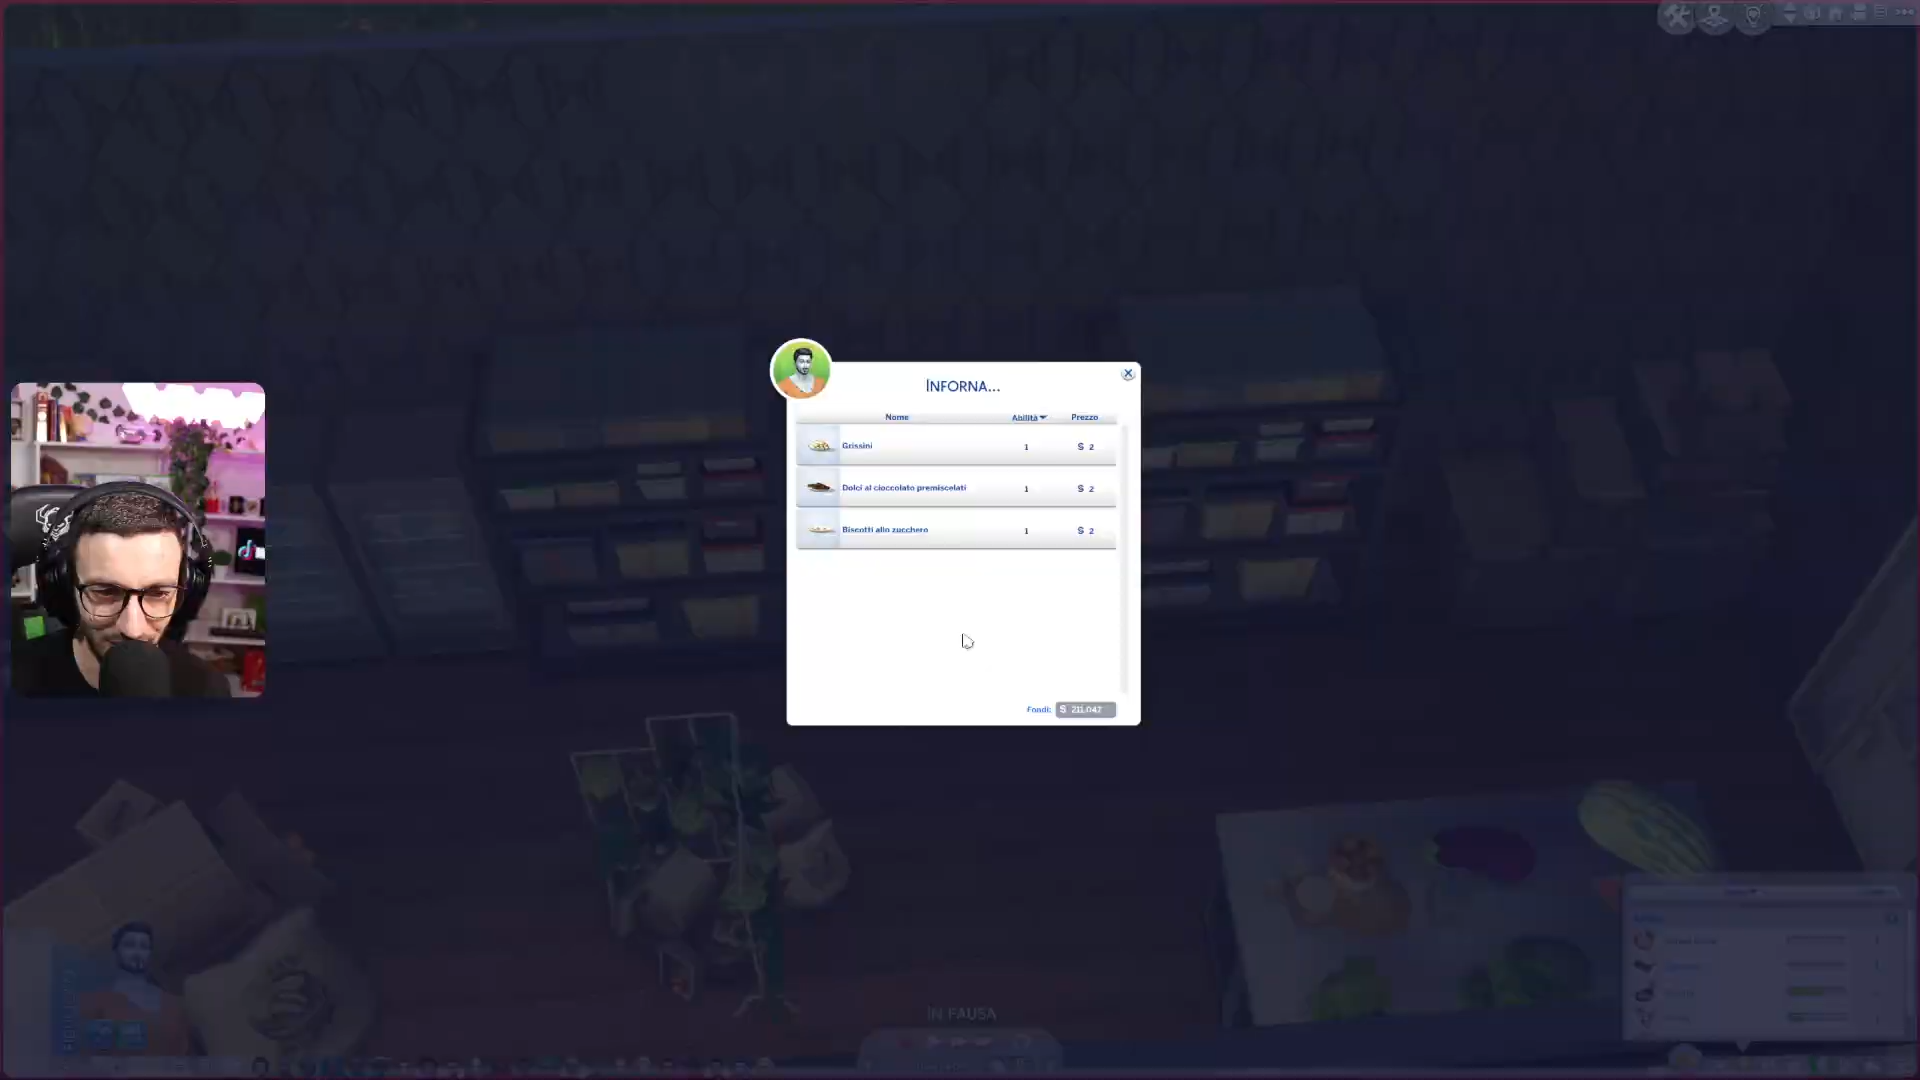 INFORNA...
Nome Abilità Prezzo
Grissini 1 $ 2
Dolci al cioccolato premiscelati 1 $ 2
Biscotti allo zucchero 1 $ 2
Fondi: $ 211.047
IN PAUSA